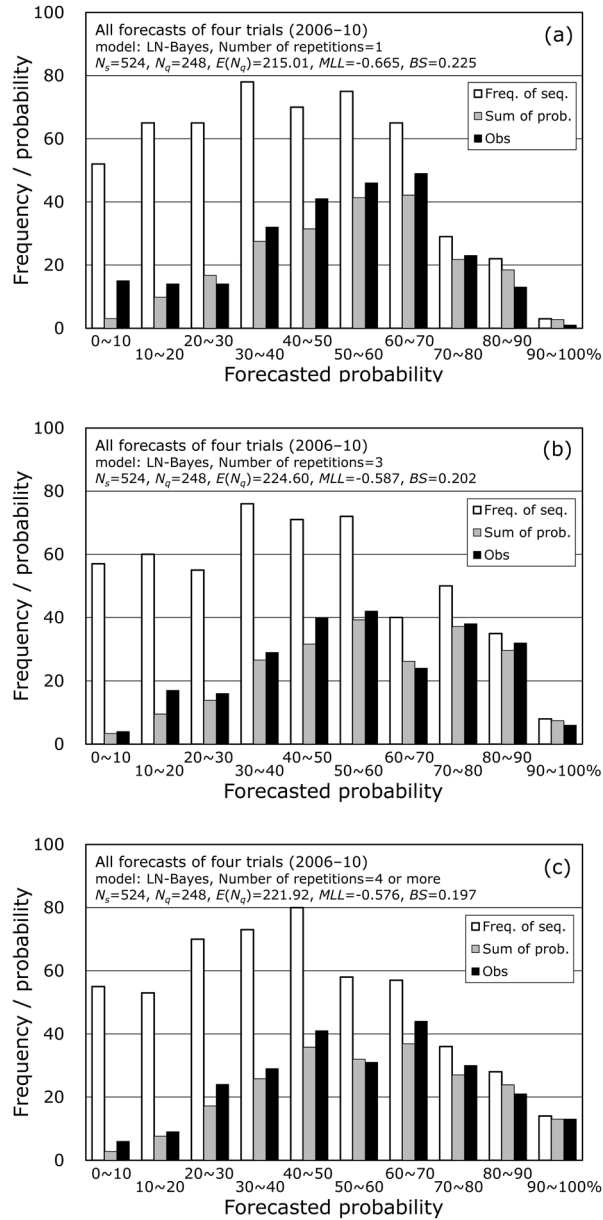 100
80
60
40
20
0
Frequency / probability
All forecasts of four trials (2006–10)
model: LN-Bayes, Number of repetitions=1
Ns=524, Nq=248, E(Nq)=215.01, MLL=-0.665, BS=0.225
(a)
Freq. of seq.
Sum of prob.
Obs
0~10 20~30 40~50 60~70 80~90
10~20 30~40 50~60 70~80 90~100%
Forecasted probability
100
80
60
40
20
0
Frequency / probability
All forecasts of four trials (2006–10)
model: LN-Bayes, Number of repetitions=3
Ns=524, Nq=248, E(Nq)=224.60, MLL=-0.587, BS=0.202
(b)
Freq. of seq.
Sum of prob.
Obs
0~10 20~30 40~50 60~70 80~90
10~20 30~40 50~60 70~80 90~100%
Forecasted probability
100
80
60
40
20
0
Frequency / probability
All forecasts of four trials (2006–10)
model: LN-Bayes, Number of repetitions=4 or more
Ns=524, Nq=248, E(Nq)=221.92, MLL=-0.576, BS=0.197
(c)
Freq. of seq.
Sum of prob.
Obs
0~10 20~30 40~50 60~70 80~90
10~20 30~40 50~60 70~80 90~100%
Forecasted probability